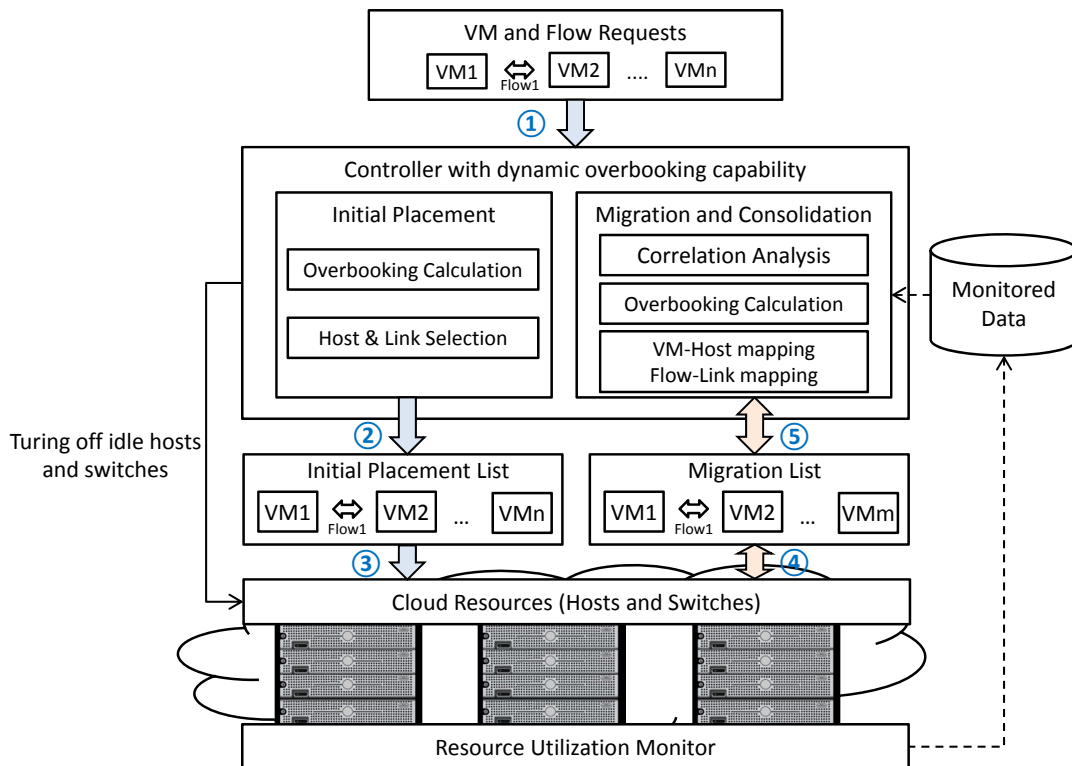 VM and Flow Requests
VM1
Flow1
VM2
....
VMn
①
Controller with dynamic overbooking capability
Initial Placement
Overbooking Calculation
Host & Link Selection
Migration and Consolidation
Correlation Analysis
Overbooking Calculation
VM-Host mapping
Flow-Link mapping
Monitored
Data
Turing off idle hosts
and switches
②
⑤
Initial Placement List
VM1
Flow1
VM2
...
VMn
Migration List
VM1
Flow1
VM2
...
VMm
③
④
Cloud Resources (Hosts and Switches)
Resource Utilization Monitor